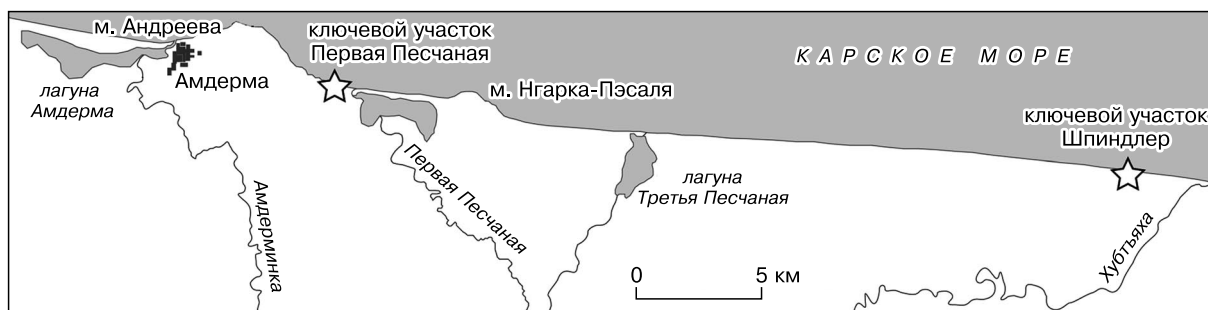 м. Андреева
ключевой участок
Первая Песчаная
КАРСКОЕ МОРЕ
Амдерма
лагуна
Амдерма
м. Нгарка-Пэсаля
ключевой участок
Шпиндлер
Первая Песчаная
лагуна
Третья Песчаная
Амдерминка
Хубтъяха
0 5 км